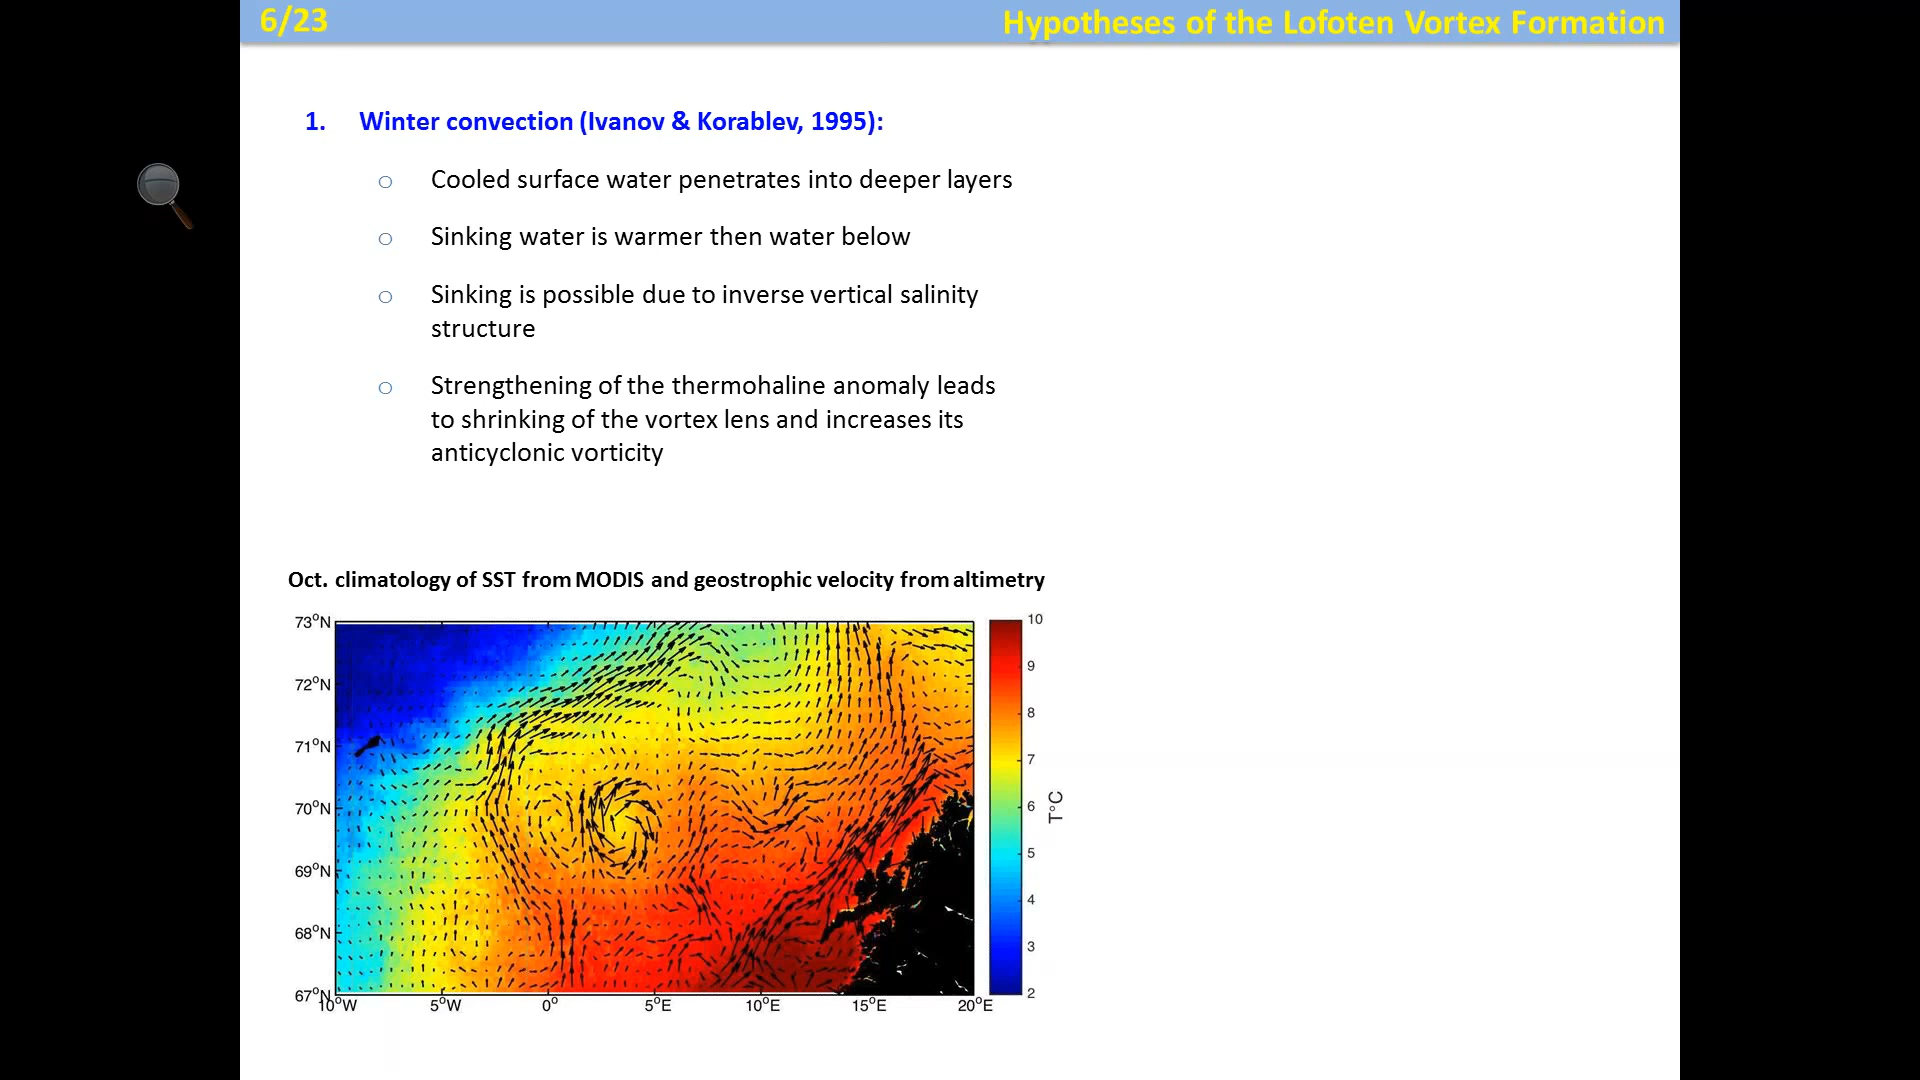 6/23
Hypotheses of the Lofoten Vortex Formation
1. Winter convection (Ivanov & Korablev, 1995):
o Cooled surface water penetrates into deeper layers
o Sinking water is warmer then water below
o Sinking is possible due to inverse vertical salinity
structure
o Strengthening of the thermohaline anomaly leads
to shrinking of the vortex lens and increases its
anticyclonic vorticity
Oct. climatology of SST from MODIS and geostrophic velocity from altimetry
73°N
72°N
71°N
70°N
69°N
68°N
67°N
10°W 5°W 0° 5°E 10°E 15°E 20°E
10
9
8
7
6
5
4
3
2
T°C